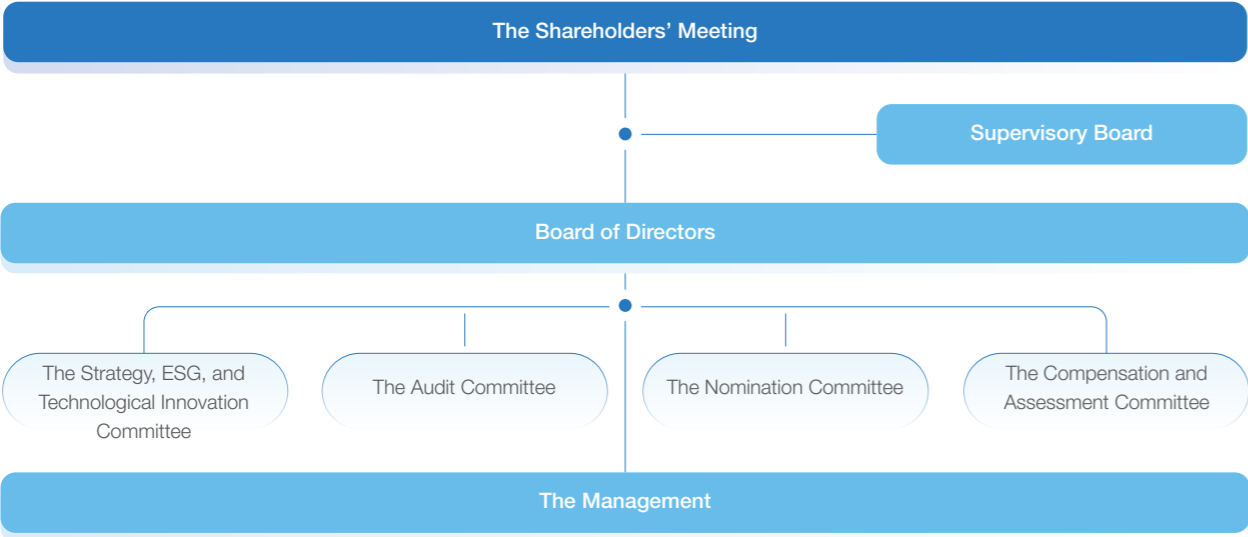 The Shareholders’ Meeting
Supervisory Board
Board of Directors
The Strategy, ESG, and
Technological Innovation
Committee
The Audit Committee
The Nomination Committee
The Compensation and
Assessment Committee
The Management